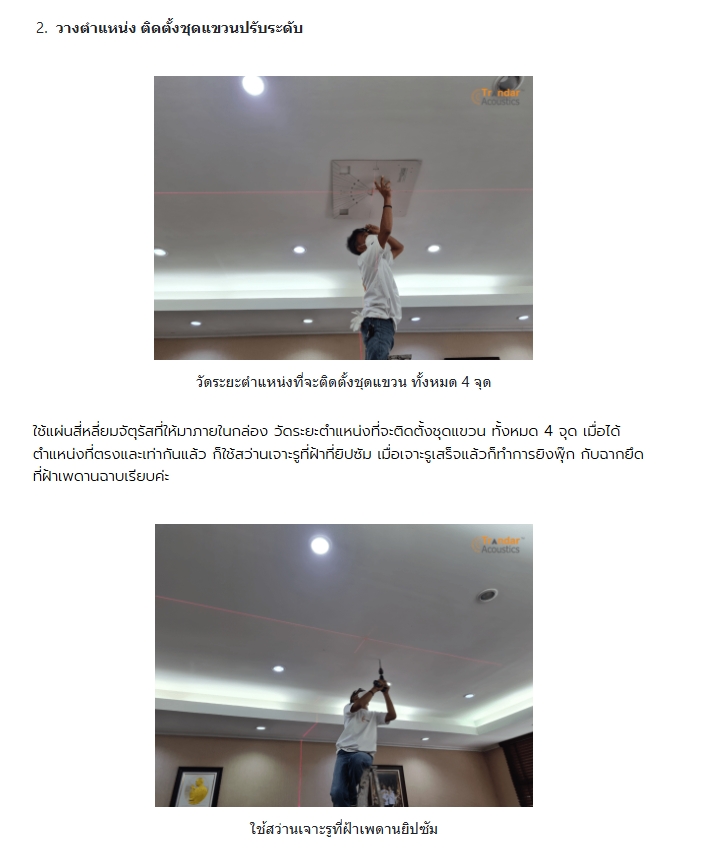 2. วางตำแหน่ง ติดตั้งชุดแขวนปรับระดับ
Trandar
Acoustics
วัดระยะตำแหน่งที่จะติดตั้งชุดแขวน ทั้งหมด 4 จุด
ใช้แผ่นสี่หลี่ยมจัตุรัสที่ให้มาภายในกล่อง วัดระยะตำแหน่งที่จะติดตั้งชุดแขวน ทั้งหมด 4 จุด เมื่อได้
ตำแหน่งที่ตรงและเท่ากันแล้ว ก็ใช้สว่านเจาะรูที่ฝ้าที่ยิปซัม เมื่อเจาะรูเสร็จแล้วก็ทำการยิงพุ๊ก กับฉากยึด
ที่ฝ้าเพดานฉาบเรียบค่ะ
Trandar™
Acoustics
ใช้สว่านเจาะรูที่ฝ้าเพดานยิปซัม